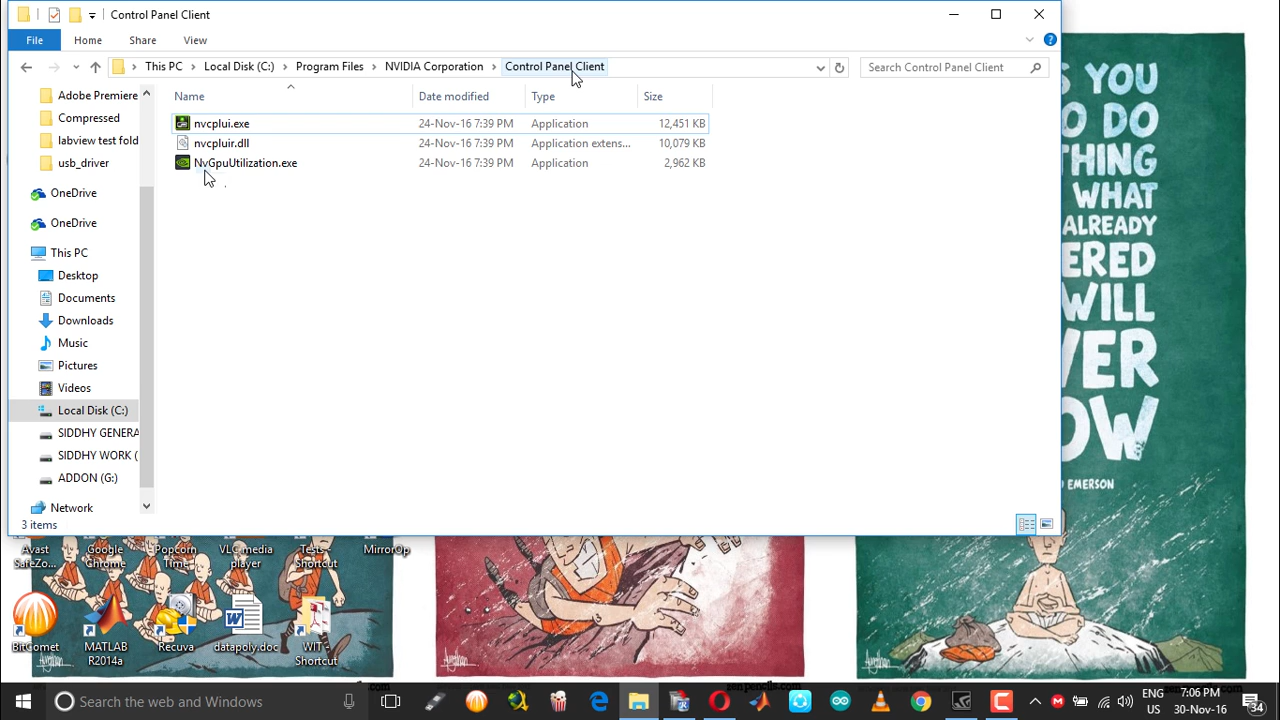 Control Panel Client
File Home Share View
This PC Local Disk (C:) Program Files NVIDIA Corporation Control Panel Client
Search Control Panel Client
Name Date modified Type Size
nvcplui.exe 24-Nov-16 7:39 PM Application 12,451 KB
nvcpluir.dll 24-Nov-16 7:39 PM Application extens... 10,079 KB
NvGpuUtilization.exe 24-Nov-16 7:39 PM Application 2,962 KB
Adobe Premiere
Compressed
labview test fold
usb_driver
OneDrive
OneDrive
This PC
Desktop
Documents
Downloads
Music
Pictures
Videos
Local Disk (C:)
SIDDHY GENERA
SIDDHY WORK (
ADDON (G:)
Network
3 items
S YOU
O DO
THING
WHAT
ALREADY
ERED
WILL
VER
OW
EMERSON
Avast SafeZo...
Google Chrome
Popcorn Time
VLC media player
Tests - Shortcut
MirrorOp
BitComet
MATLAB R2014a
Recuva
datapoly.doc
WIT - Shortcut
zenpencils.com
zenpencils.com
Search the web and Windows
ENG
US
7:06 PM
30-Nov-16
34